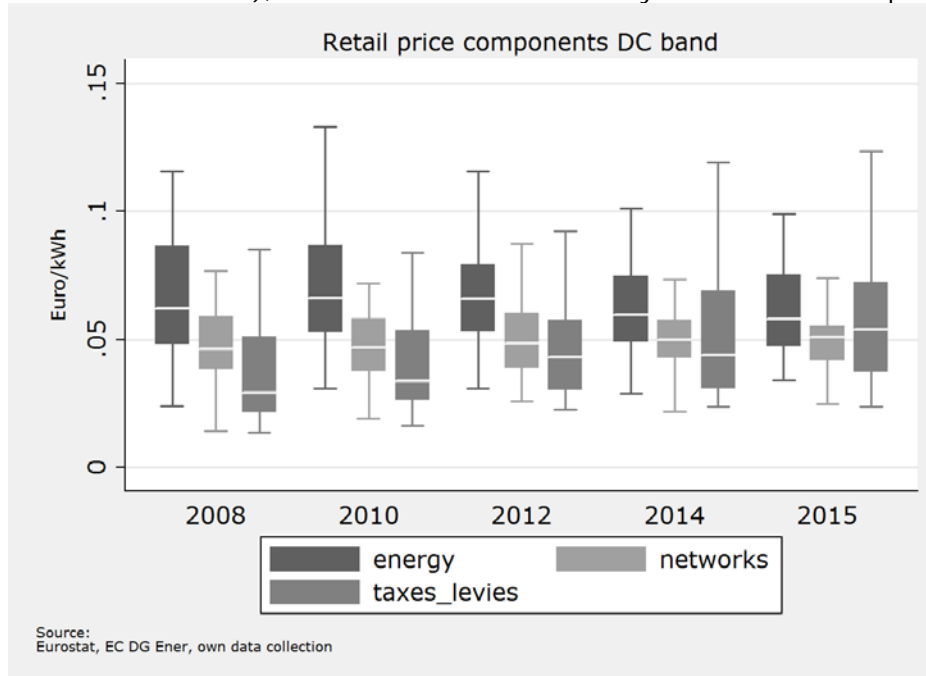 Retail price components DC band
Euro/kWh
.15
.1
.05
0
2008 2010 2012 2014 2015
energy networks
taxes_levies
Source:
Eurostat, EC DG Ener, own data collection